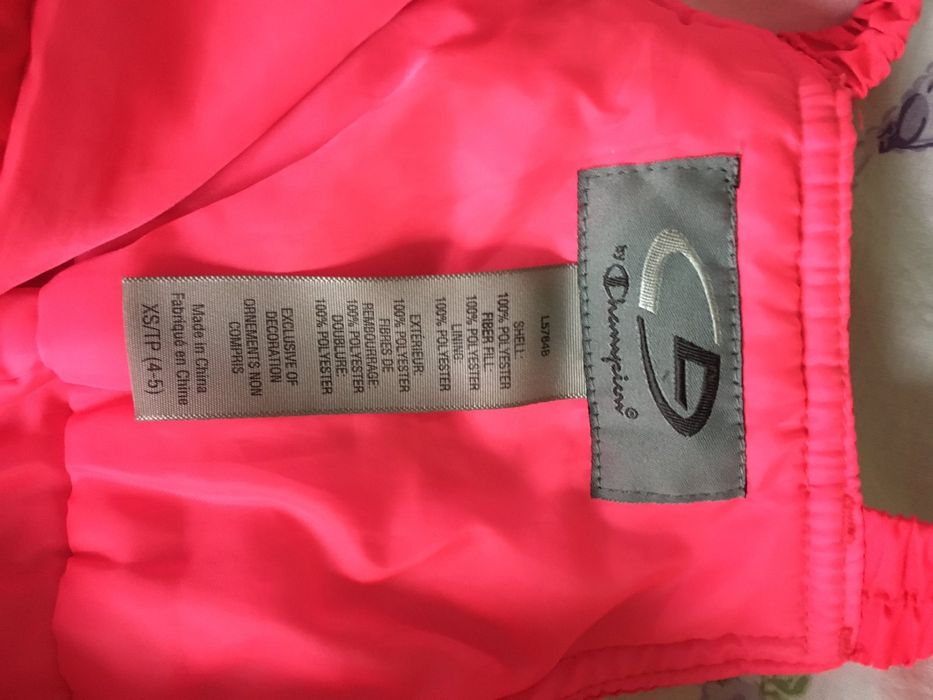 by Champion®
L5784B
SHELL:
100% POLYESTER
FIBER FILL:
100% POLYESTER
LINING:
100% POLYESTER
EXTÉRIEUR:
100% POLYESTER
FIBRES DE
REMBOURRAGE:
100% POLYESTER
DOUBLURE:
100% POLYESTER
EXCLUSIVE OF
DECORATION
ORNEMENTS NON
COMPRIS
Made in China
Fabriqué en Chine
XS/TP (4-5)